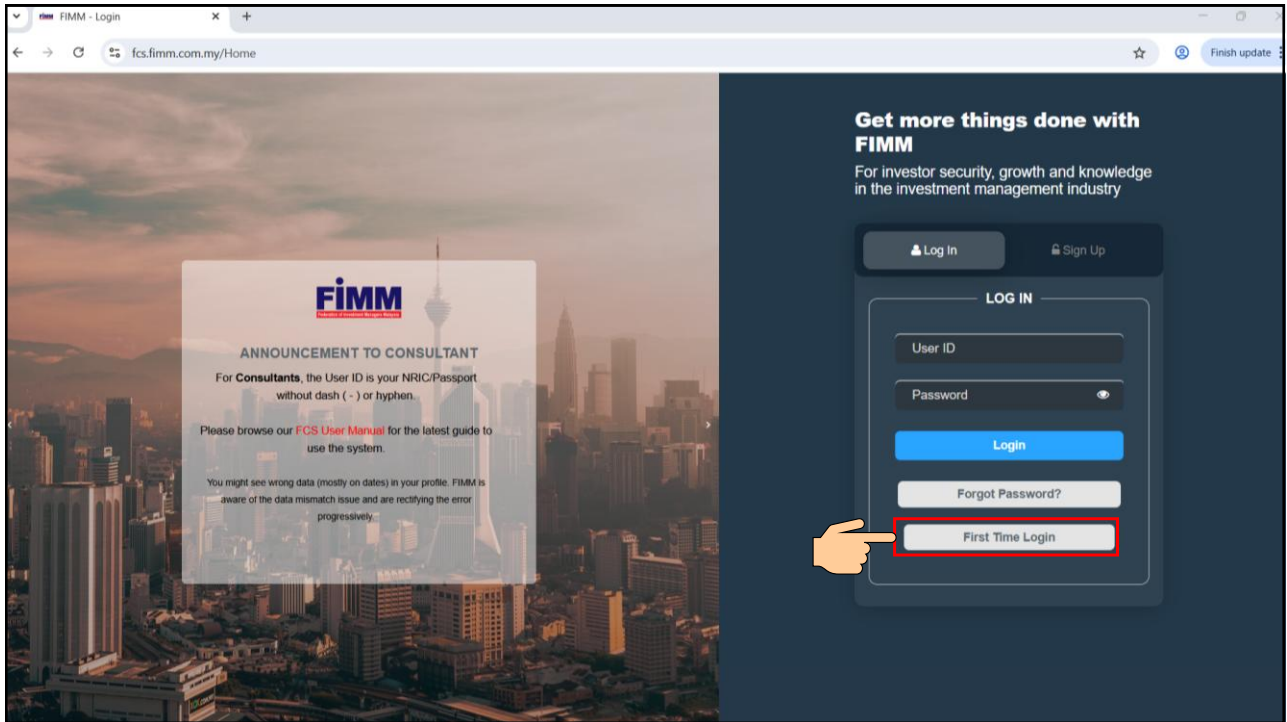 FIMM - Login
fcs.fimm.com.my/Home
Finish update
FiMM
Federation of Investment Managers Malaysia
ANNOUNCEMENT TO CONSULTANT
For Consultants, the User ID is your NRIC/Passport
without dash ( - ) or hyphen.
Please browse our FCS User Manual for the latest guide to
use the system.
You might see wrong data (mostly on dates) in your profile. FIMM is
aware of the data mismatch issue and are rectifying the error
progressively.
Get more things done with
FIMM
For investor security, growth and knowledge
in the investment management industry
Log In
Sign Up
LOG IN
User ID
Password
Login
Forgot Password?
First Time Login